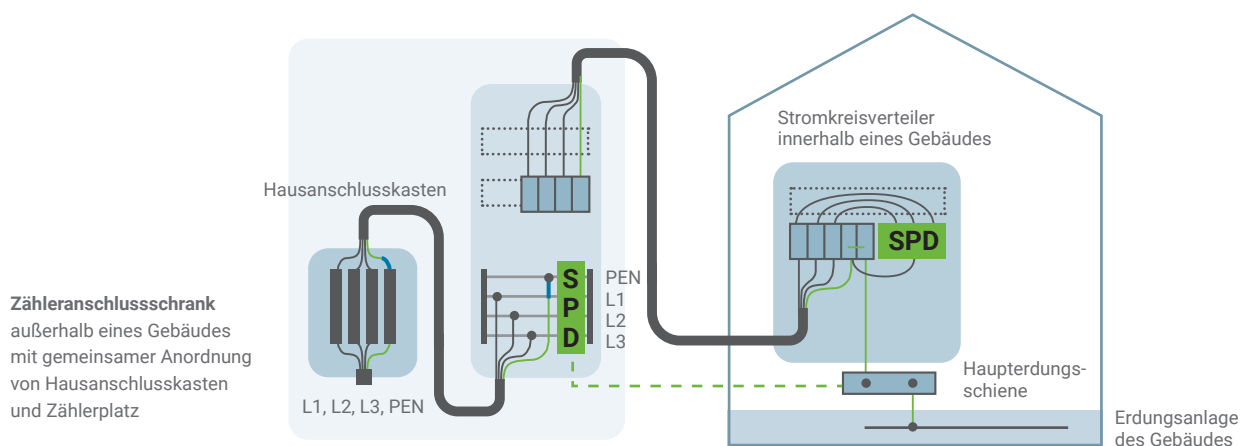 Stromkreisverteiler
innerhalb eines Gebäudes
Hausanschlusskasten
SPD
S
P
D
PEN
L1
L2
L3
Zähleranschlussschrank
außerhalb eines Gebäudes
mit gemeinsamer Anordnung
von Hausanschlusskasten
und Zählerplatz
L1, L2, L3, PEN
Haupterdungs-
schiene
Erdungsanlage
des Gebäudes